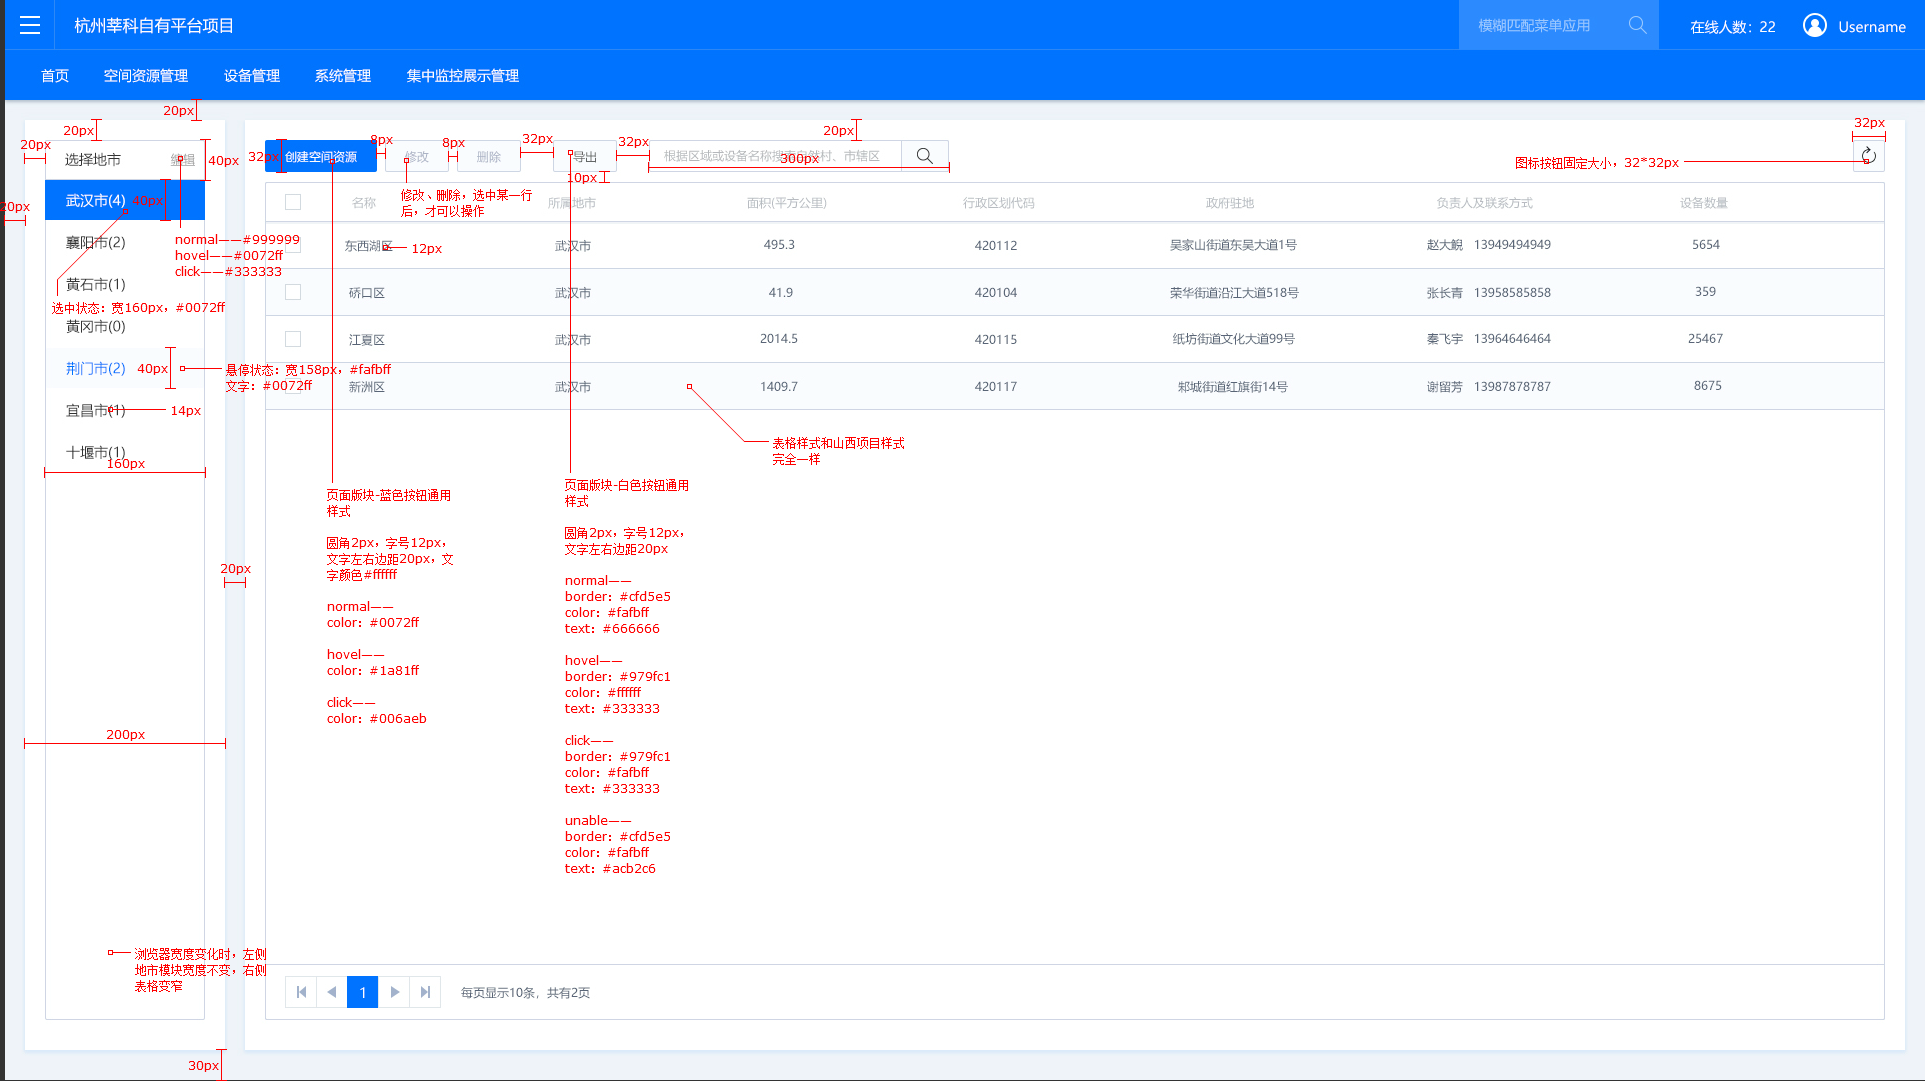 杭州莘科自有平台项目
模糊匹配菜单应用
在线人数：22
Username
首页
空间资源管理
设备管理
系统管理
集中监控展示管理
20px
20px
20px
20px
选择地市
编辑
40px
武汉市(4)
40px
襄阳市(2)
normal——#999999
hovel——#0072ff
click——#333333
黄石市(1)
选中状态：宽160px，#0072ff
黄冈市(0)
荆门市(2)
40px
悬停状态：宽158px，#fafbff
文字：#0072ff
宜昌市(1)
14px
十堰市(1)
160px
20px
200px
浏览器宽度变化时，左侧
地市模块宽度不变，右侧
表格变窄
30px
32px
创建空间资源
8px
修改
8px
删除
32px
导出
32px
10px
300px
20px
32px
图标按钮固定大小，32*32px
修改、删除，选中某一行
后，才可以操作
名称
所属地市
面积(平方公里)
行政区划代码
政府驻地
负责人及联系方式
设备数量
东西湖区
12px
武汉市
495.3
420112
吴家山街道东吴大道1号
赵大鲵 13949494949
5654
硚口区
武汉市
41.9
420104
荣华街道沿江大道518号
张长青 13958585858
359
江夏区
武汉市
2014.5
420115
纸坊街道文化大道99号
秦飞宇 13964646464
25467
新洲区
武汉市
1409.7
420117
邾城街道红旗街14号
谢留芳 13987878787
8675
表格样式和山西项目样式
完全一样
页面版块-蓝色按钮通用
样式
圆角2px，字号12px，
文字左右边距20px，文
字颜色#ffffff
normal——
color：#0072ff
hovel——
color：#1a81ff
click——
color：#006aeb
页面版块-白色按钮通用
样式
圆角2px，字号12px，
文字左右边距20px
normal——
border：#cfd5e5
color：#fafbff
text：#666666
hovel——
border：#979fc1
color：#ffffff
text：#333333
click——
border：#979fc1
color：#fafbff
text：#333333
unable——
border：#cfd5e5
color：#fafbff
text：#acb2c6
1
每页显示10条，共有2页